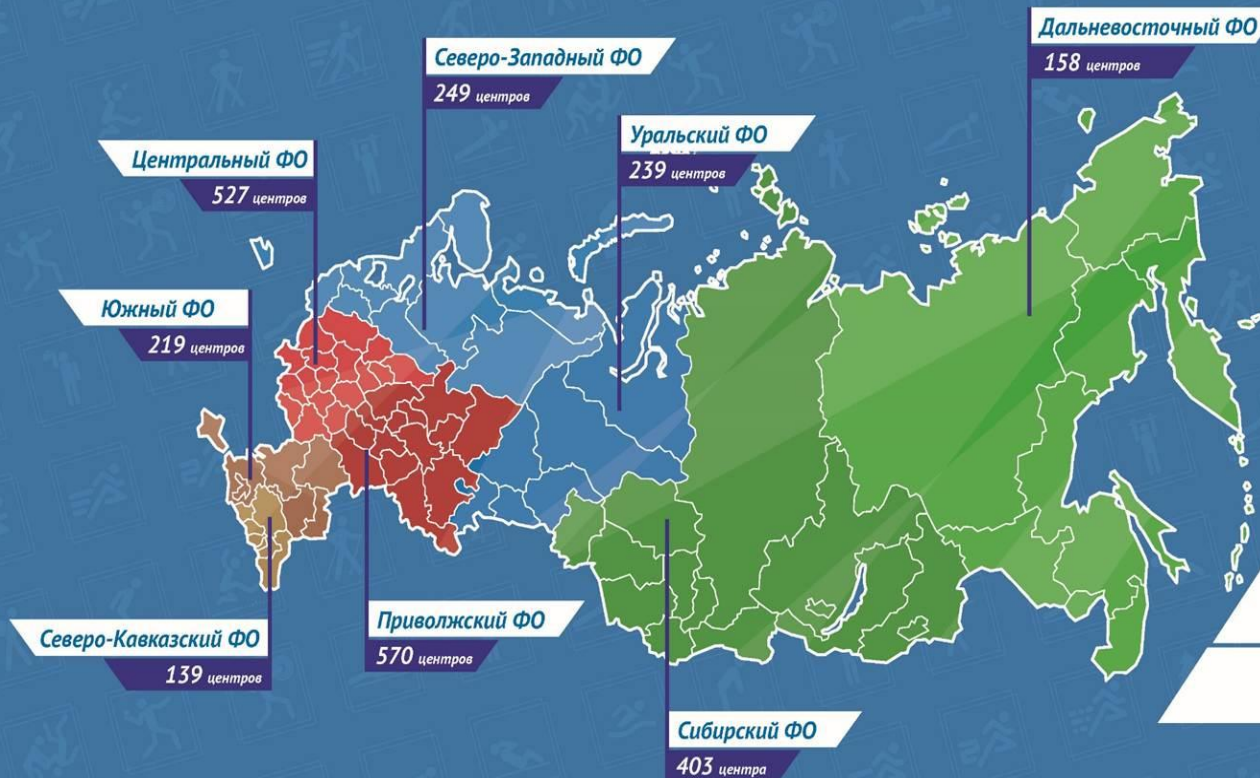 Дальневосточный ФО
158 центров
Северо-Западный ФО
249 центров
Уральский ФО
239 центров
Центральный ФО
527 центров
Южный ФО
219 центров
Приволжский ФО
570 центров
Северо-Кавказский ФО
139 центров
Сибирский ФО
403 центра